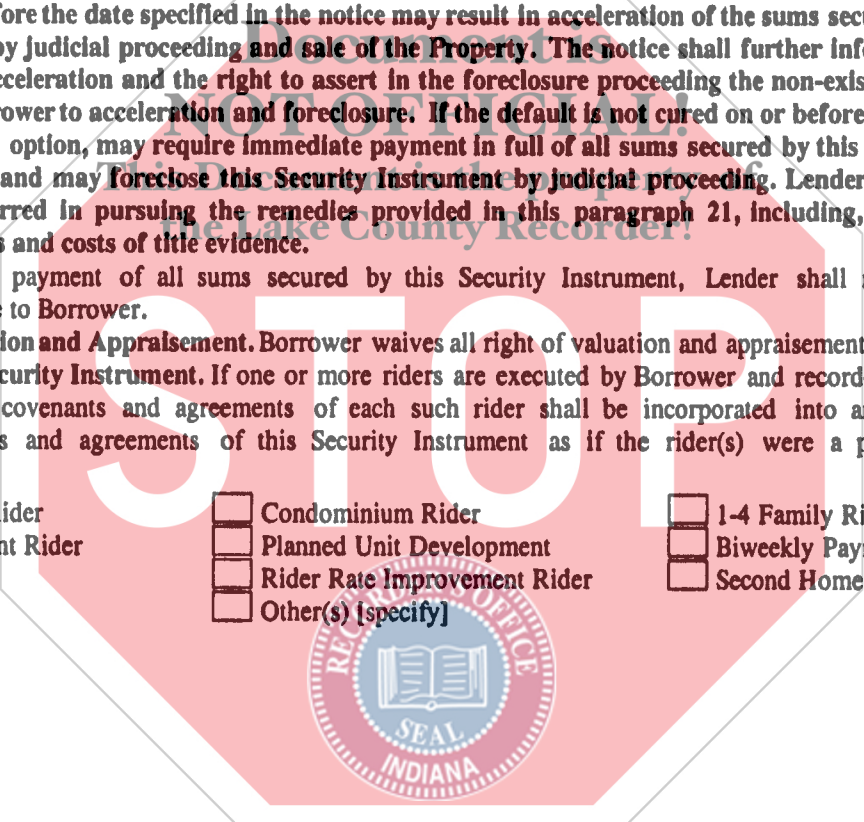 fore the date specified in the notice may result in acceleration of the sums sec
Document is
by judicial proceeding and sale of the Property. The notice shall further info
cceleration and the right to assert in the foreclosure proceeding the non-exis
NOT OFFICIAL!
rower to acceleration and foreclosure. If the default is not cured on or before
option, may require immediate payment in full of all sums secured by this
This Document is the property of
and may foreclose this Security Instrument by judicial proceeding. Lender
rred in pursuing the remedies provided in this paragraph 21, including,
the Lake County Recorder!
s and costs of title evidence.
payment of all sums secured by this Security Instrument, Lender shall
e to Borrower.
tion and Appraisement. Borrower waives all right of valuation and appraisement
curity Instrument. If one or more riders are executed by Borrower and record
covenants and agreements of each such rider shall be incorporated into a
s and agreements of this Security Instrument as if the rider(s) were a p
STOP
ider Condominium Rider 1-4 Family Ri
nt Rider Planned Unit Development Biweekly Pay
Rider Rate Improvement Rider Second Home
Other(s) [specify]
RECORDER'S OFFICE
SEAL
INDIANA